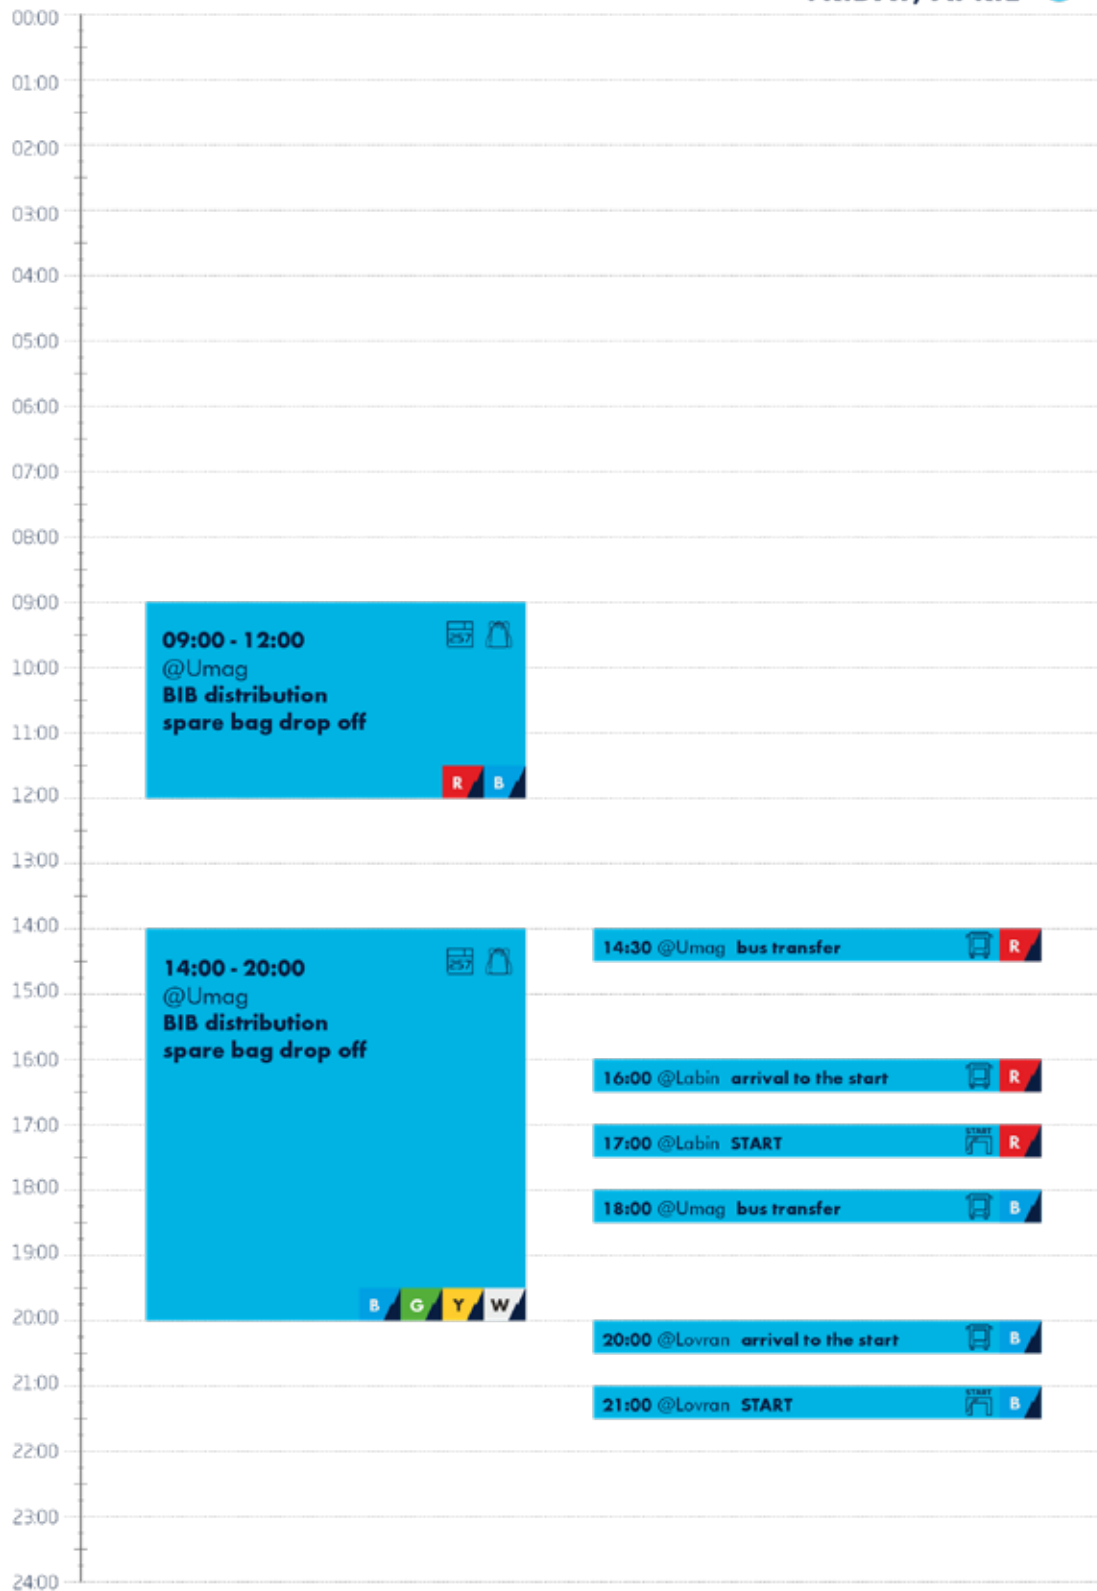 00:00
01:00
02:00
03:00
04:00
05:00
06:00
07:00
08:00
09:00
10:00
11:00
12:00
13:00
14:00
15:00
16:00
17:00
18:00
19:00
20:00
21:00
22:00
23:00
24:00
09:00 - 12:00
257
@Umag
BIB distribution
spare bag drop off
R B
14:00 - 20:00
257
@Umag
BIB distribution
spare bag drop off
B G Y W
14:30 @Umag bus transfer R
16:00 @Labin arrival to the start R
17:00 @Labin START START R
18:00 @Umag bus transfer B
20:00 @Lovran arrival to the start B
21:00 @Lovran START START B